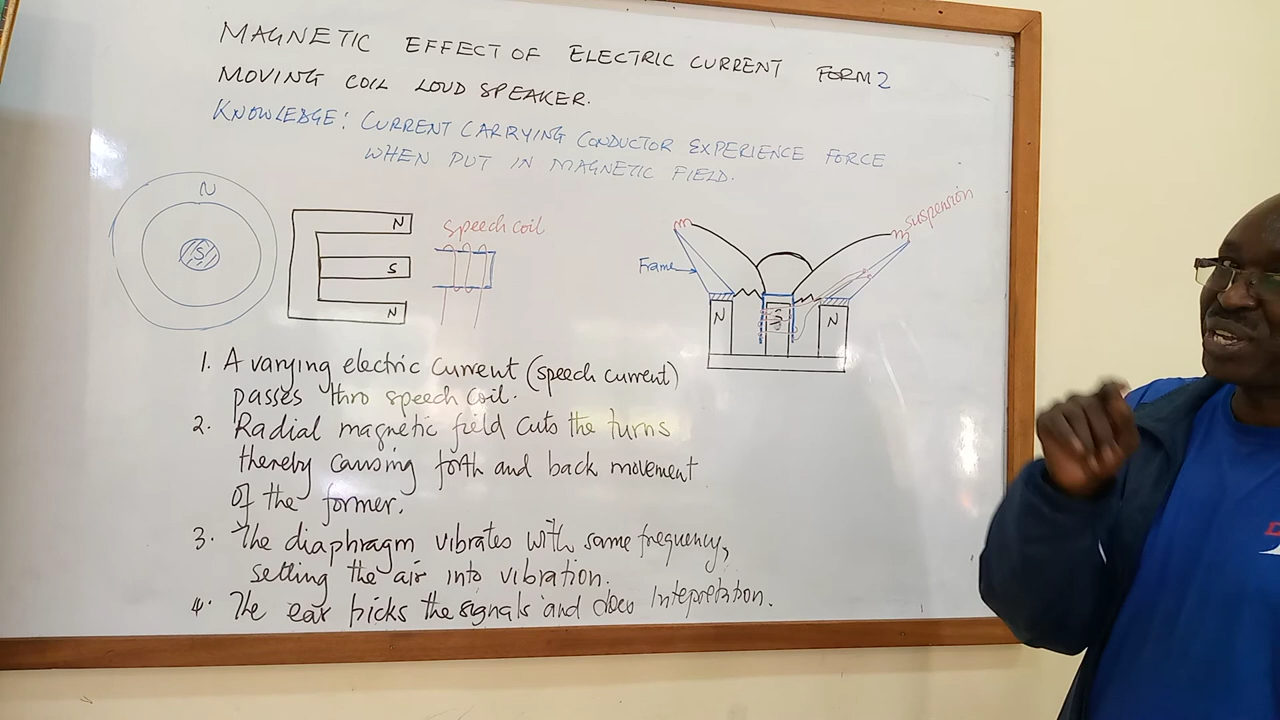 MAGNETIC EFFECT OF ELECTRIC CURRENT FORM 2
MOVING COIL LOUD SPEAKER.
KNOWLEDGE: CURRENT CARRYING CONDUCTOR EXPERIENCE FORCE
WHEN PUT IN MAGNETIC FIELD.
N
S
N
S
N
speech coil
suspension
Frame
N
S
N
1. A varying electric current (speech current)
passes thro speech coil.
2. Radial magnetic field cuts the turns
thereby causing forth and back movement
of the former.
3. The diaphragm vibrates with same frequency,
setting the air into vibration.
4. The ear picks the signals and does Intepretation.